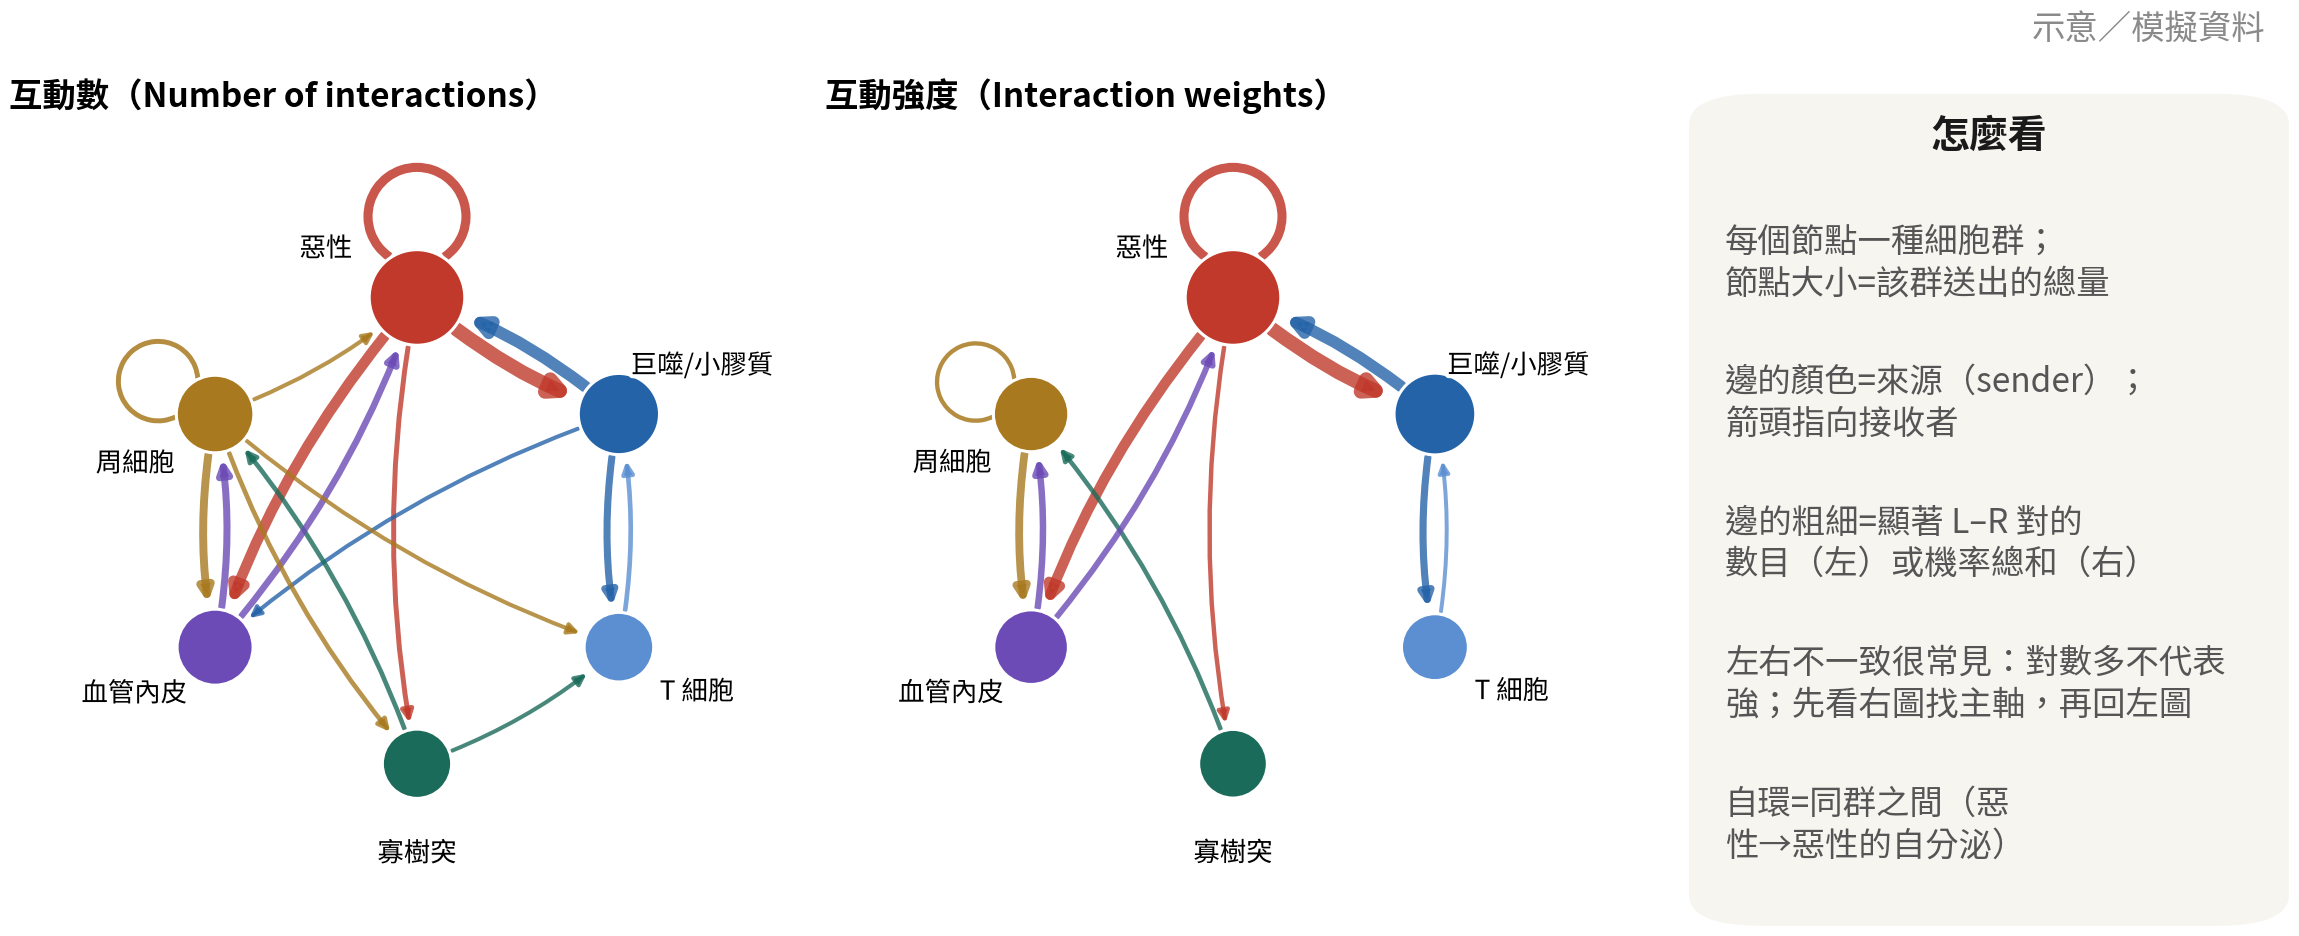 示意／模擬資料
互動數（Number of interactions）
惡性
巨噬/小膠質
周細胞
血管內皮
T 細胞
寡樹突
互動強度（Interaction weights）
惡性
巨噬/小膠質
周細胞
血管內皮
T 細胞
寡樹突
怎麼看
每個節點一種細胞群；
節點大小=該群送出的總量
邊的顏色=來源（sender）；
箭頭指向接收者
邊的粗細=顯著 L–R 對的
數目（左）或機率總和（右）
左右不一致很常見：對數多不代表
強；先看右圖找主軸，再回左圖
自環=同群之間（惡
性→惡性的自分泌）